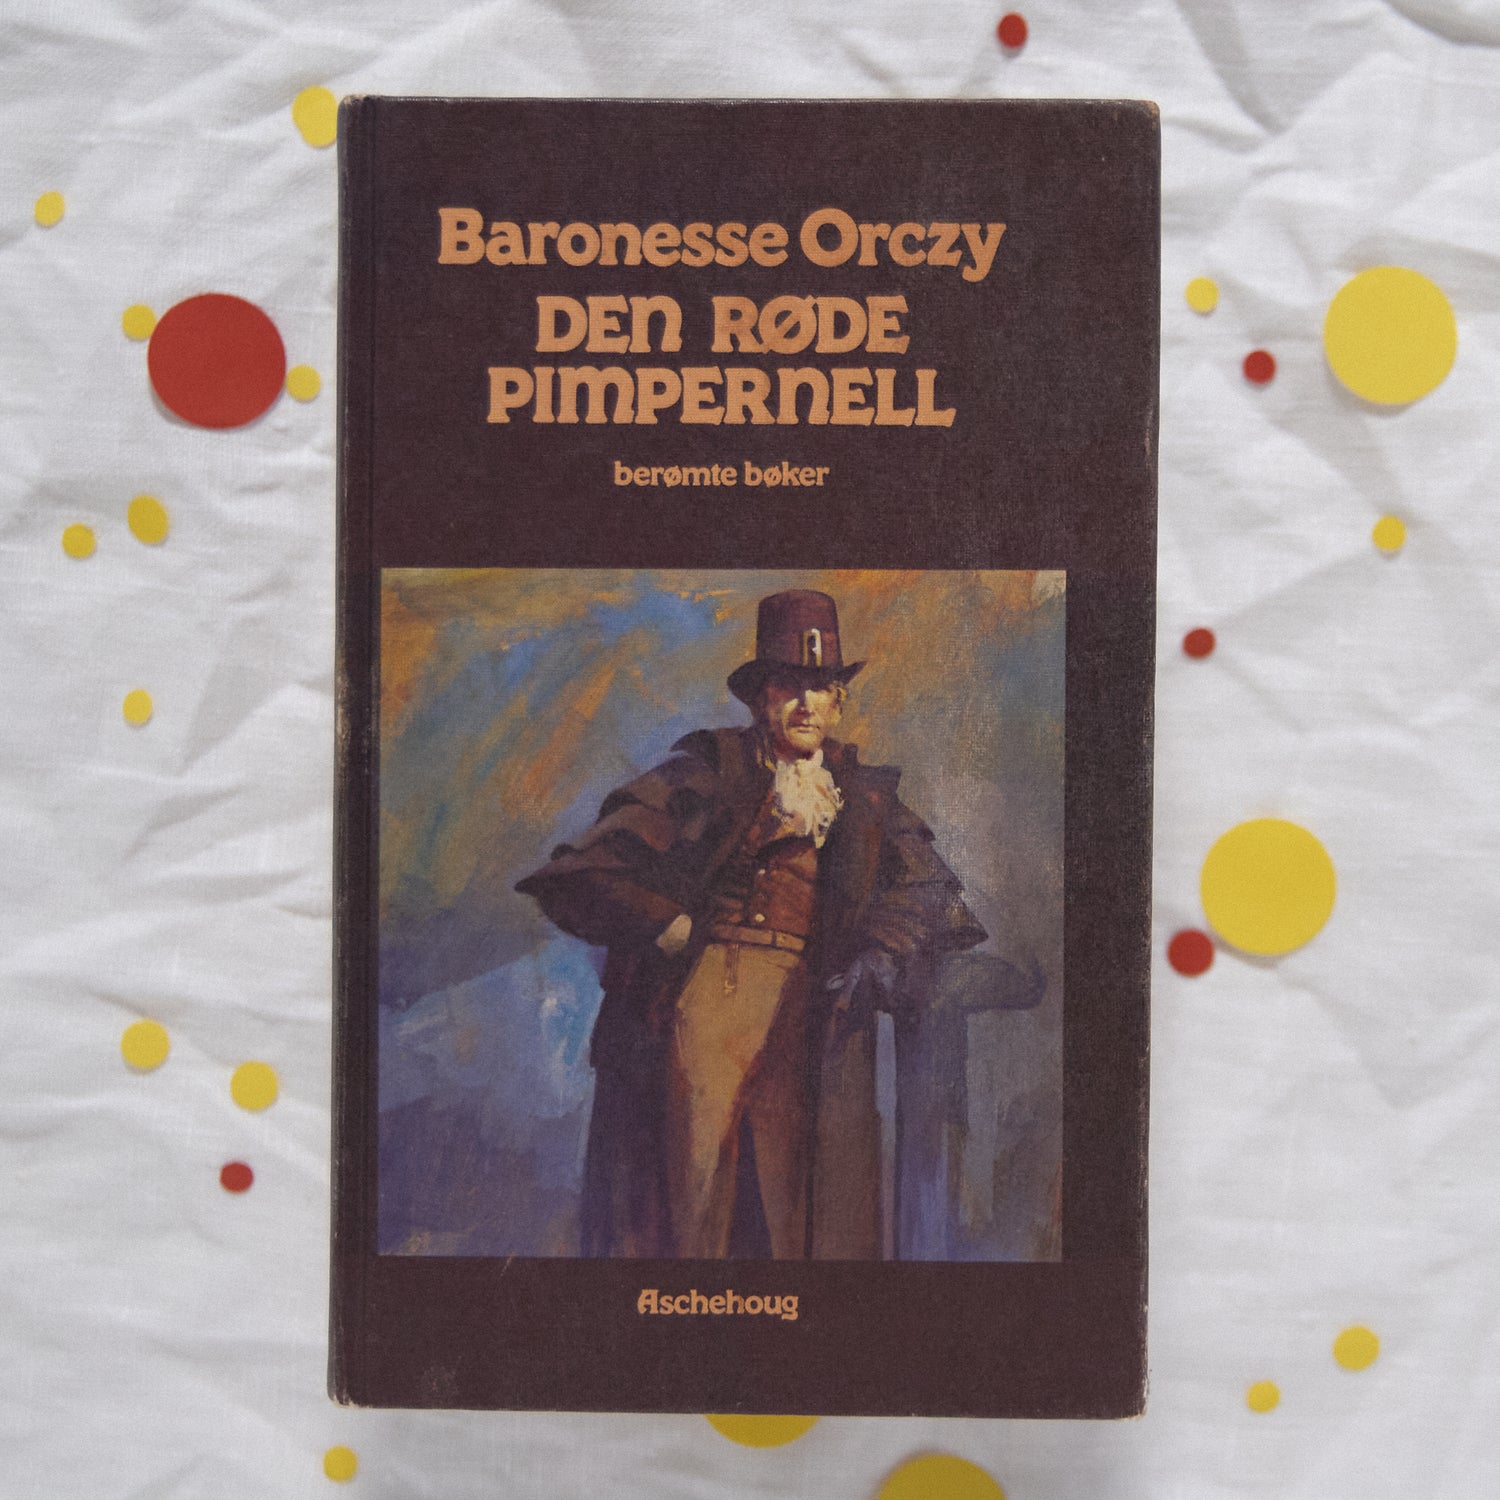 Baronesse Orczy
DEN RØDE
PIMPERNELL
berømte bøker
Aschehoug